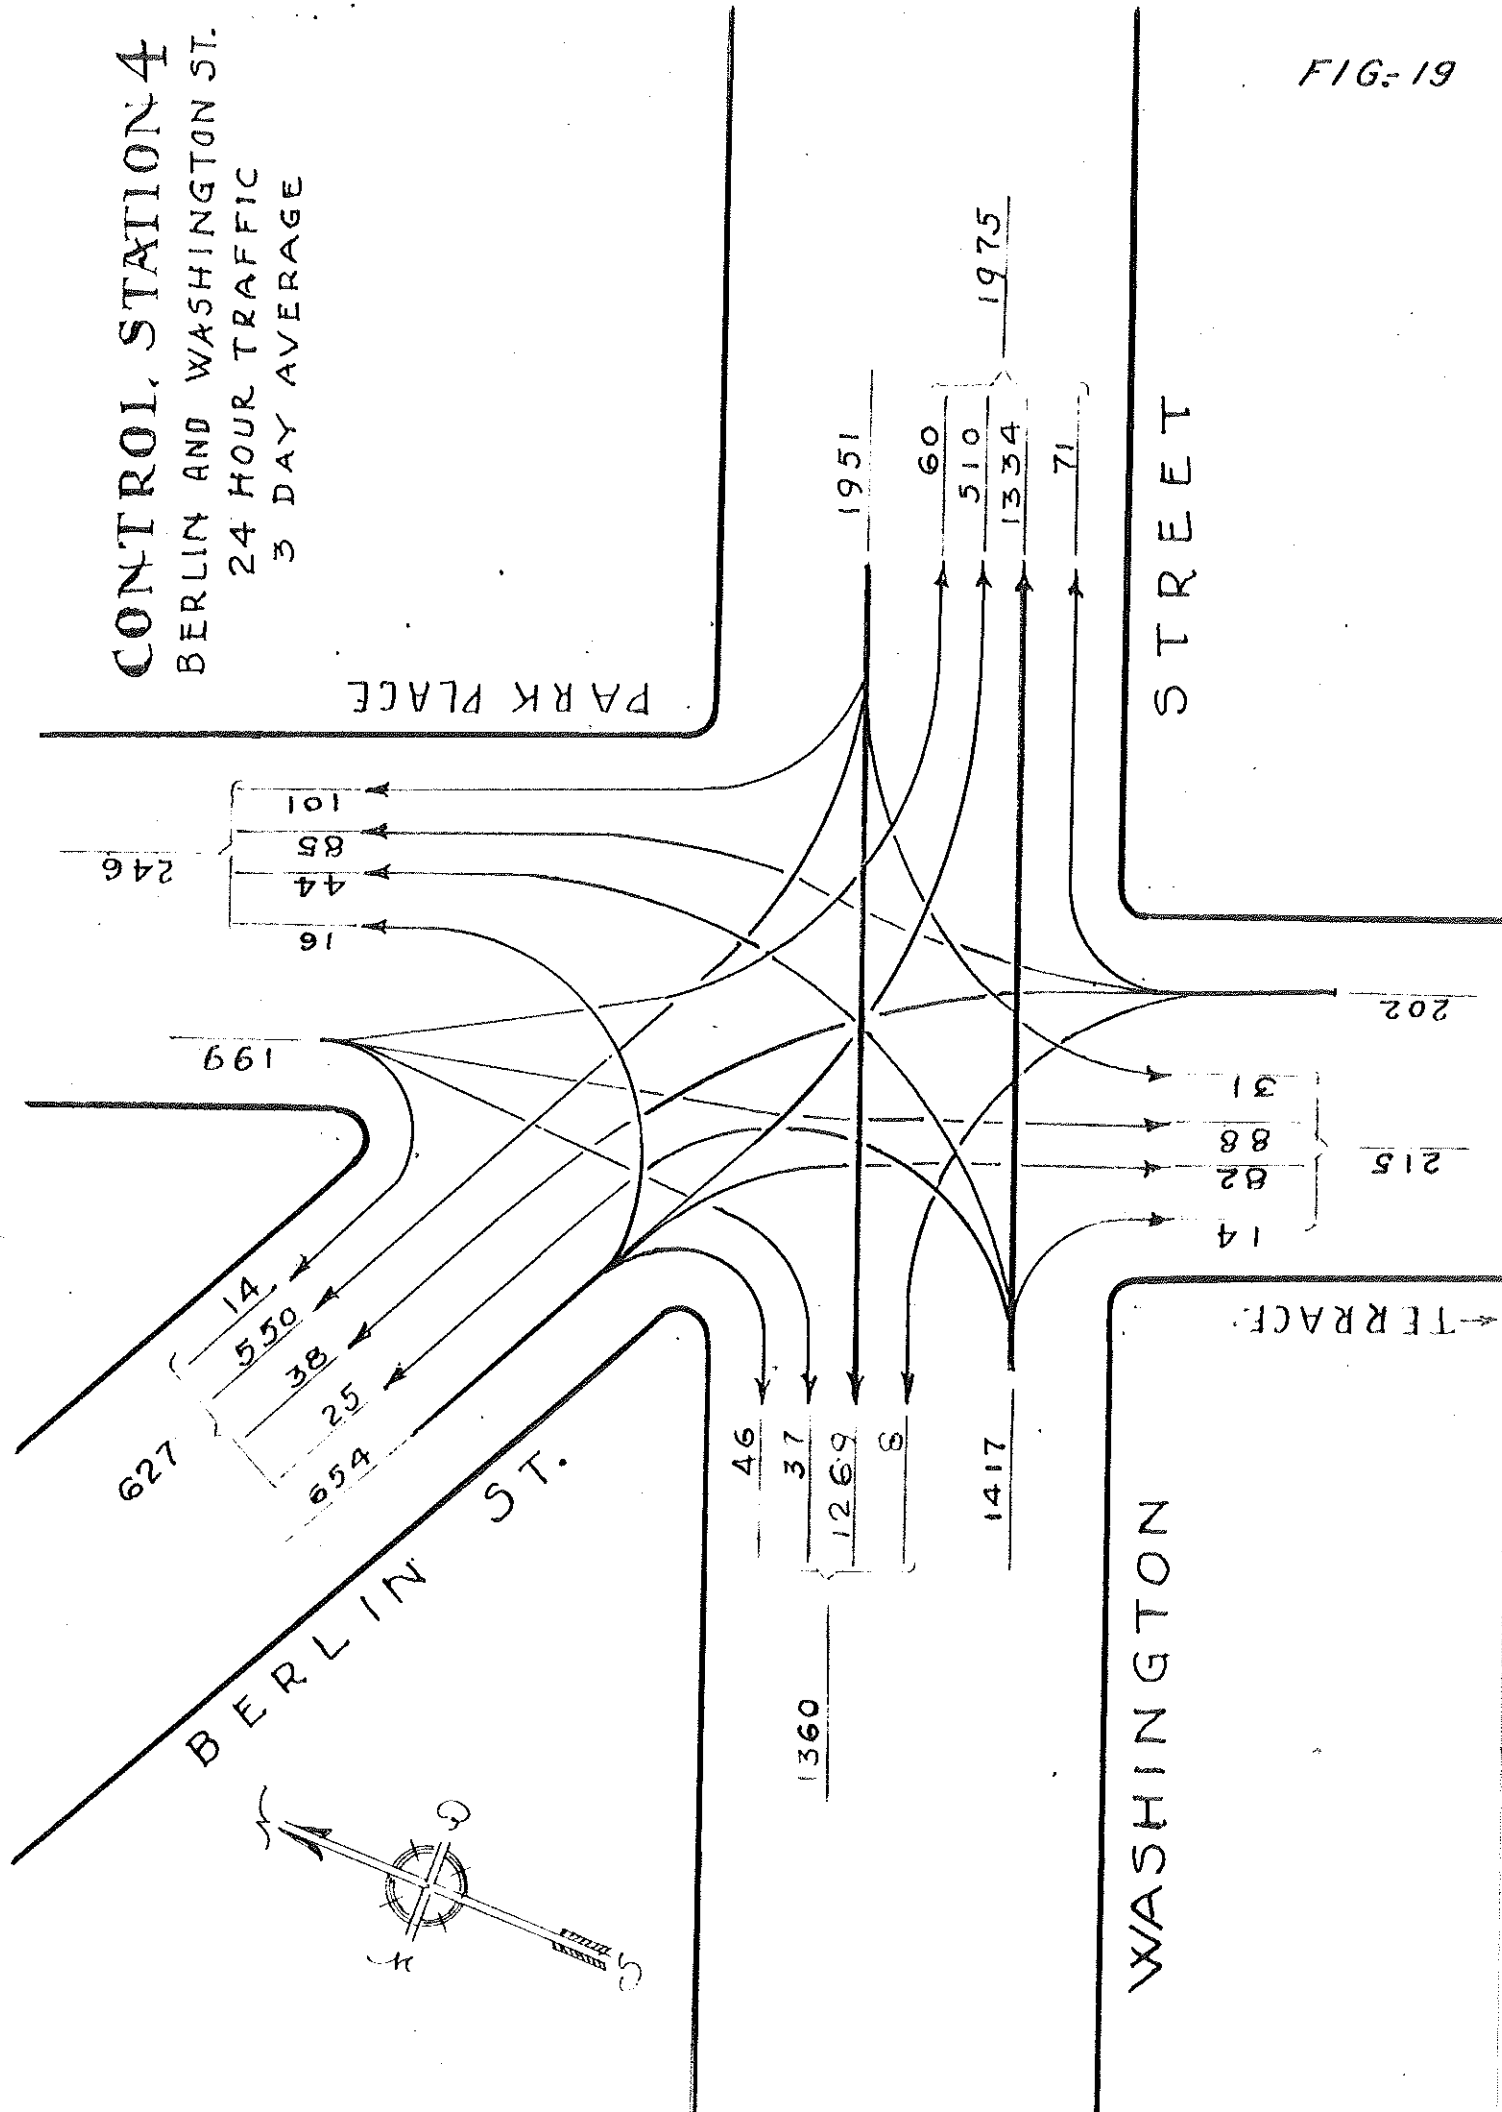 FIG. 19
CONTROL STATION 4
BERLIN AND WASHINGTON ST.
24 HOUR TRAFFIC
3 DAY AVERAGE
PARK PLACE
246
101
85
44
16
199
1951
60
510
1334
71
1975
STREET
202
31
88
82
14
215
←TERRACE
14
550
38
25
627
654
BERLIN ST.
46
37
1269
8
1360
1417
WASHINGTON
N
E
W
S